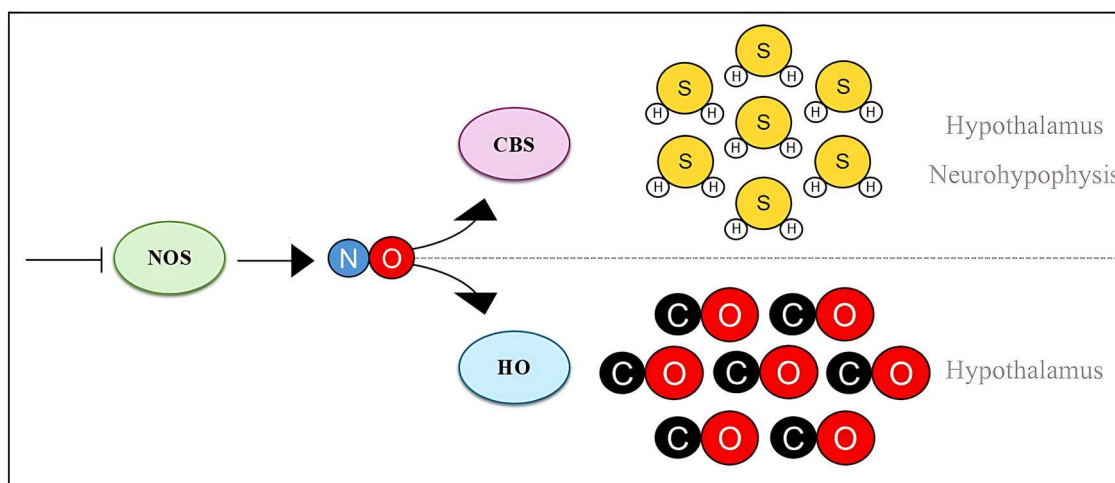 S
H H
S
H H
S
H H
CBS
S
H H
Hypothalamus
S
H H
S
H H
Neurohypophysis
S
H H
NOS
N O
C O C O
HO
C O C O C O
Hypothalamus
C O C O